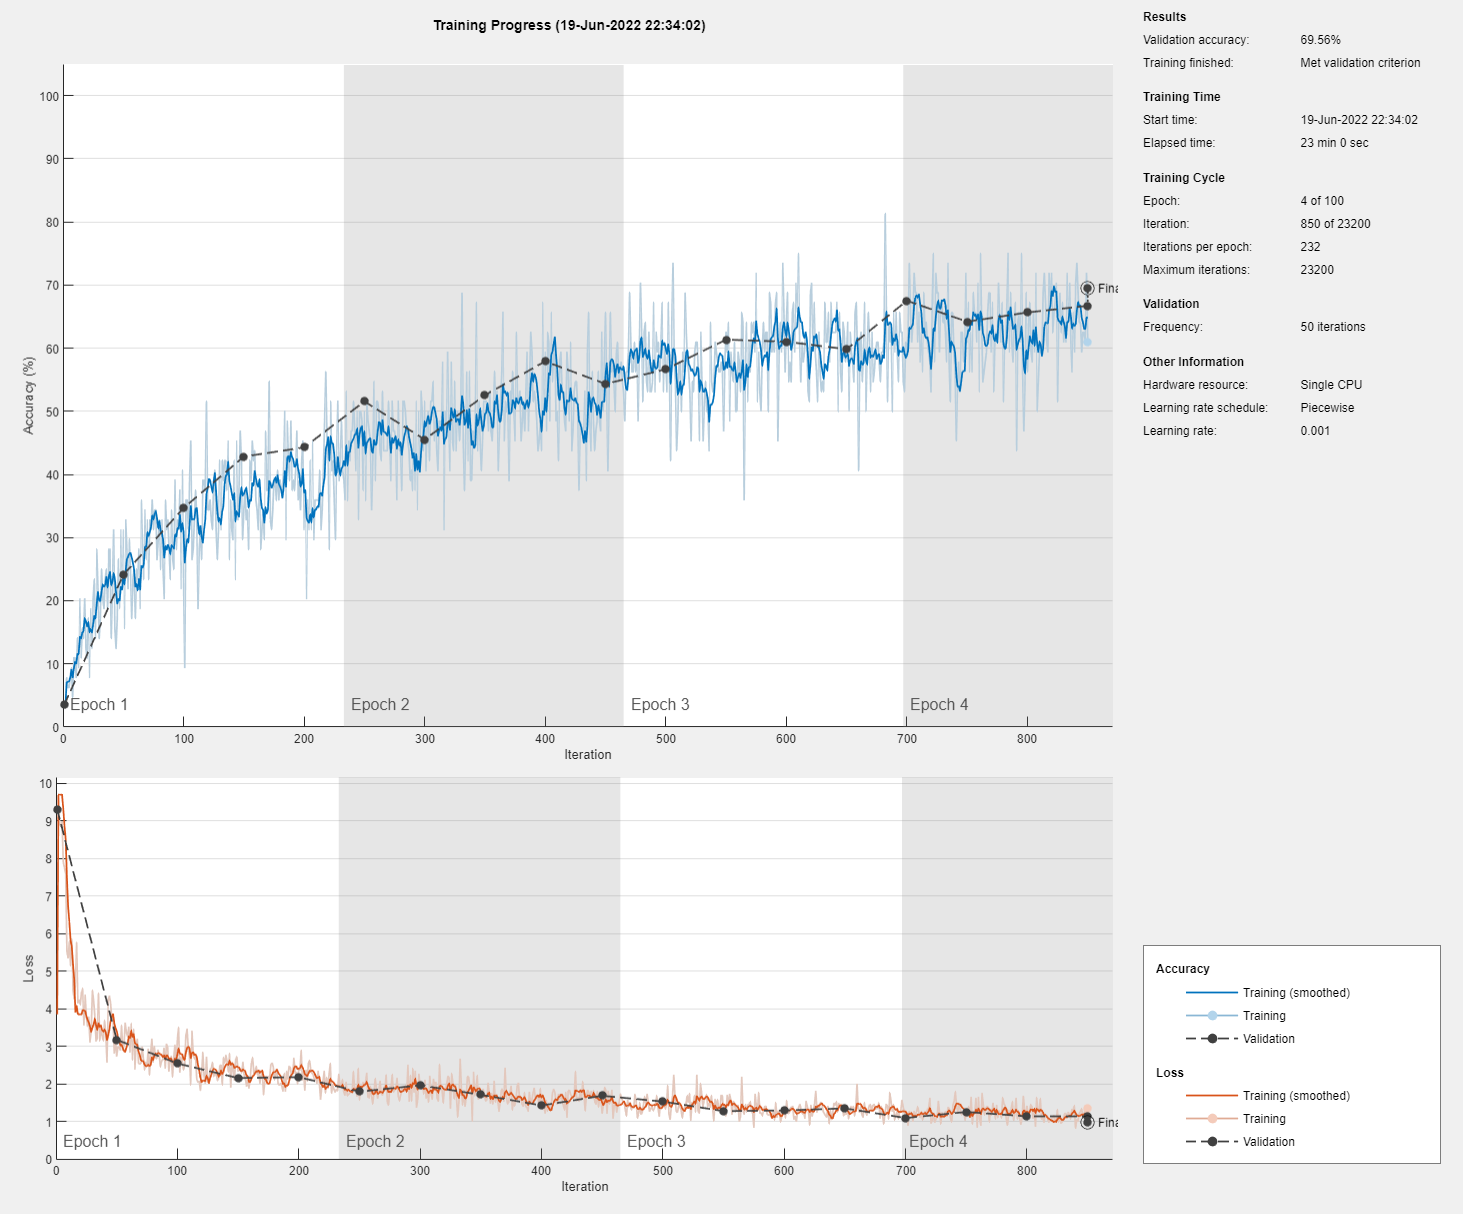 Training Progress (19-Jun-2022 22:34:02)
100
90
80
70
60
50
40
30
20
10
0
Accuracy (%)
Fina
Epoch 1
Epoch 2
Epoch 3
Epoch 4
0 100 200 300 400 500 600 700 800
Iteration
10
9
8
7
6
5
4
3
2
1
0
Loss
Fina
Epoch 1
Epoch 2
Epoch 3
Epoch 4
0 100 200 300 400 500 600 700 800
Iteration
Results
Validation accuracy: 69.56%
Training finished: Met validation criterion
Training Time
Start time: 19-Jun-2022 22:34:02
Elapsed time: 23 min 0 sec
Training Cycle
Epoch: 4 of 100
Iteration: 850 of 23200
Iterations per epoch: 232
Maximum iterations: 23200
Validation
Frequency: 50 iterations
Other Information
Hardware resource: Single CPU
Learning rate schedule: Piecewise
Learning rate: 0.001
Accuracy
Training (smoothed)
Training
Validation
Loss
Training (smoothed)
Training
Validation